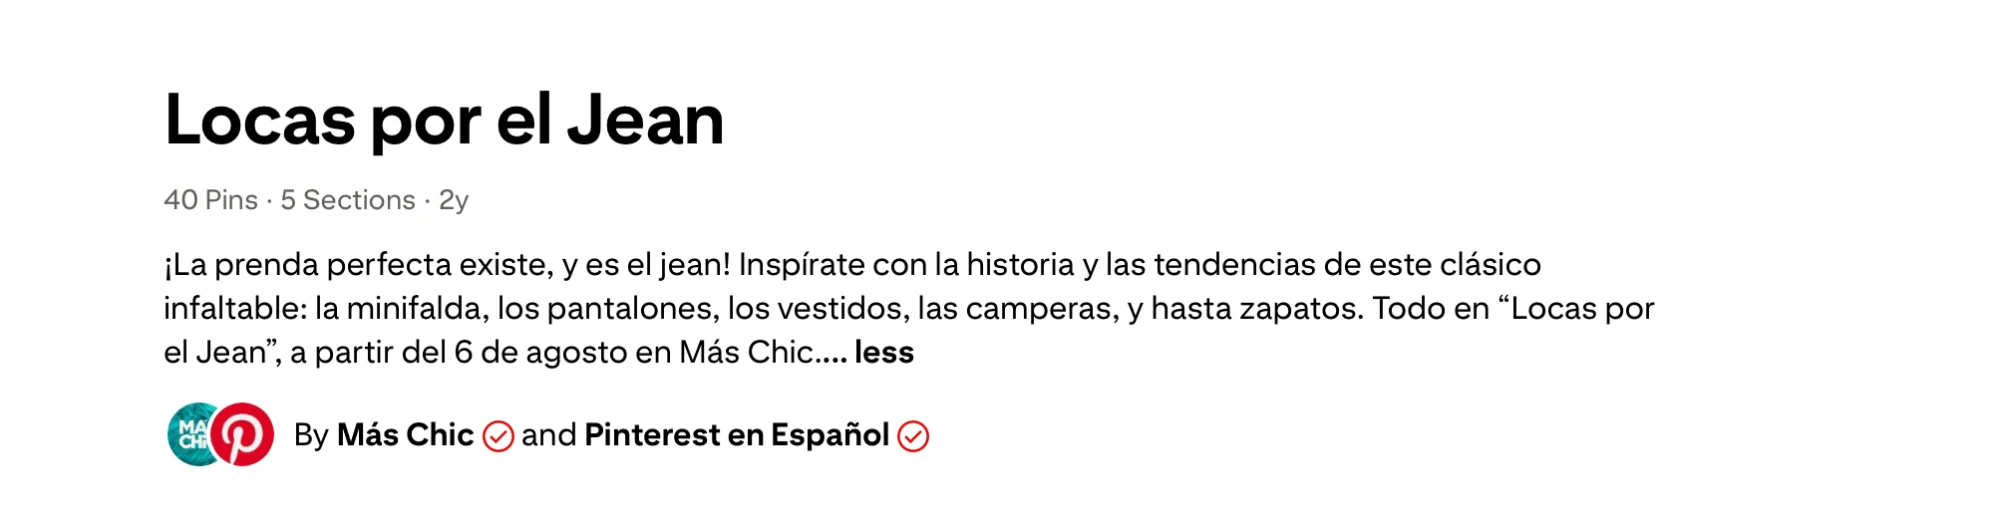 Locas por el Jean
40 Pins · 5 Sections · 2y
¡La prenda perfecta existe, y es el jean! Inspírate con la historia y las tendencias de este clásico
infaltable: la minifalda, los pantalones, los vestidos, las camperas, y hasta zapatos. Todo en “Locas por
el Jean”, a partir del 6 de agosto en Más Chic.... less
By Más Chic and Pinterest en Español